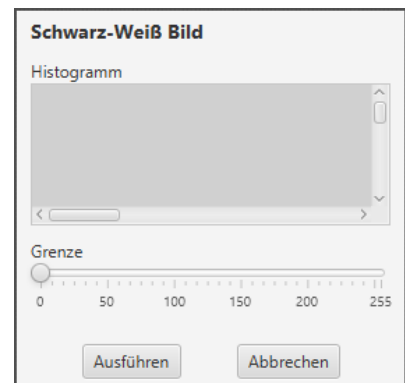 Schwarz-Weiß Bild
Histogramm
Grenze
0 50 100 150 200 255
Ausführen Abbrechen